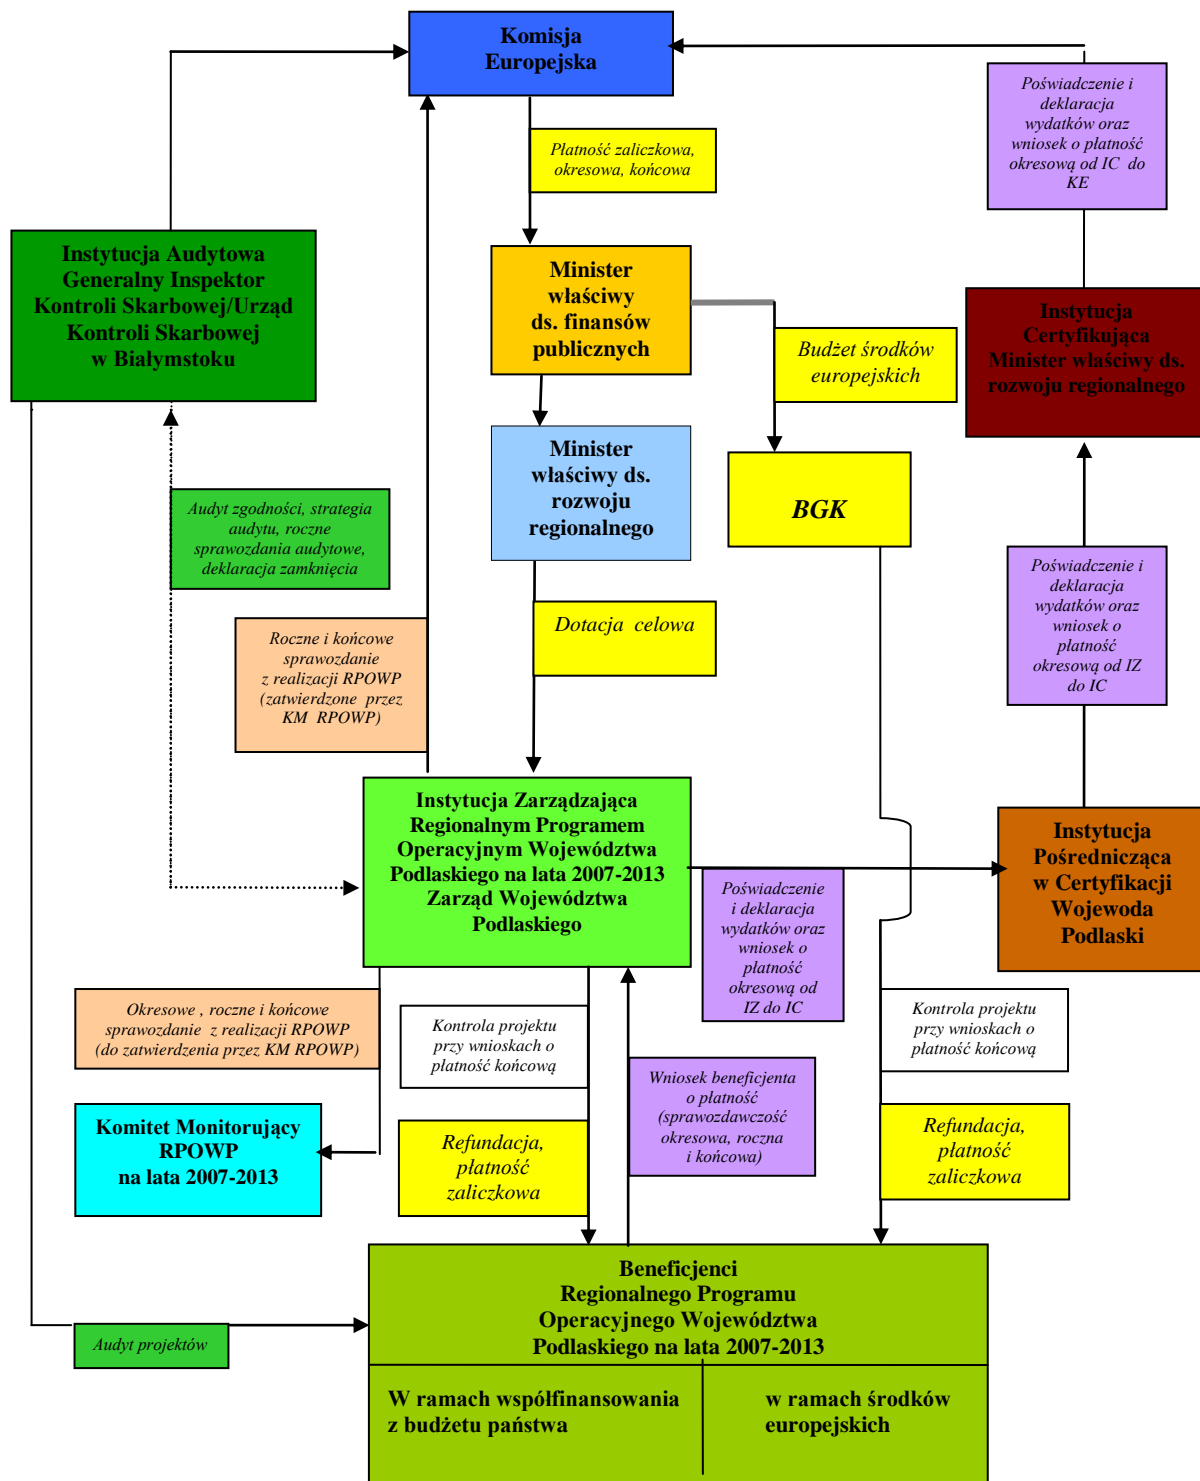 Komisja
Europejska
Poświadczenie i
deklaracja
wydatków oraz
wniosek o płatność
okresową od IC do
KE
Płatność zaliczkowa,
okresowa, końcowa
Instytucja Audytowa
Generalny Inspektor
Kontroli Skarbowej/Urząd
Kontroli Skarbowej
w Białymstoku
Minister
właściwy
ds. finansów
publicznych
Instytucja
Certyfikująca
Minister właściwy ds.
rozwoju regionalnego
Budżet środków
europejskich
Minister
właściwy ds.
rozwoju
regionalnego
BGK
Audyt zgodności, strategia
audytu, roczne
sprawozdania audytowe,
deklaracja zamknięcia
Poświadczenie i
deklaracja
wydatków oraz
wniosek o
płatność
okresową od IZ
do IC
Dotacja celowa
Roczne i końcowe
sprawozdanie
z realizacji RPOWP
(zatwierdzone przez
KM RPOWP)
Instytucja Zarządzająca
Regionalnym Programem
Operacyjnym Województwa
Podlaskiego na lata 2007-2013
Zarząd Województwa
Podlaskiego
Instytucja
Pośrednicząca
w Certyfikacji
Wojewoda
Podlaski
Poświadczenie
i deklaracja
wydatków oraz
wniosek o
płatność
okresową od
IZ do IC
Okresowe , roczne i końcowe
sprawozdanie z realizacji RPOWP
(do zatwierdzenia przez KM RPOWP)
Kontrola projektu
przy wnioskach o
płatność końcową
Kontrola projektu
przy wnioskach o
płatność końcową
Wniosek beneficjenta
o płatność
(sprawozdawczość
okresowa, roczna
i końcowa)
Komitet Monitorujący
RPOWP
na lata 2007-2013
Refundacja,
płatność
zaliczkowa
Refundacja,
płatność
zaliczkowa
Beneficjenci
Regionalnego Programu
Operacyjnego Województwa
Podlaskiego na lata 2007-2013
Audyt projektów
W ramach współfinansowania
z budżetu państwa
w ramach środków
europejskich